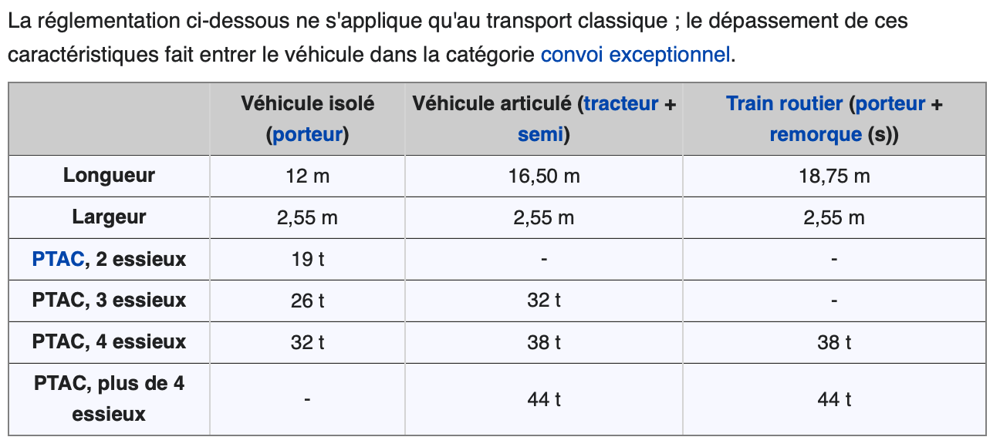 La réglementation ci-dessous ne s'applique qu'au transport classique ; le dépassement de ces
caractéristiques fait entrer le véhicule dans la catégorie convoi exceptionnel.
Véhicule isolé
(porteur)
Véhicule articulé (tracteur +
semi)
Train routier (porteur +
remorque (s))
Longueur 12 m 16,50 m 18,75 m
Largeur 2,55 m 2,55 m 2,55 m
PTAC, 2 essieux 19 t - -
PTAC, 3 essieux 26 t 32 t -
PTAC, 4 essieux 32 t 38 t 38 t
PTAC, plus de 4
essieux
- 44 t 44 t